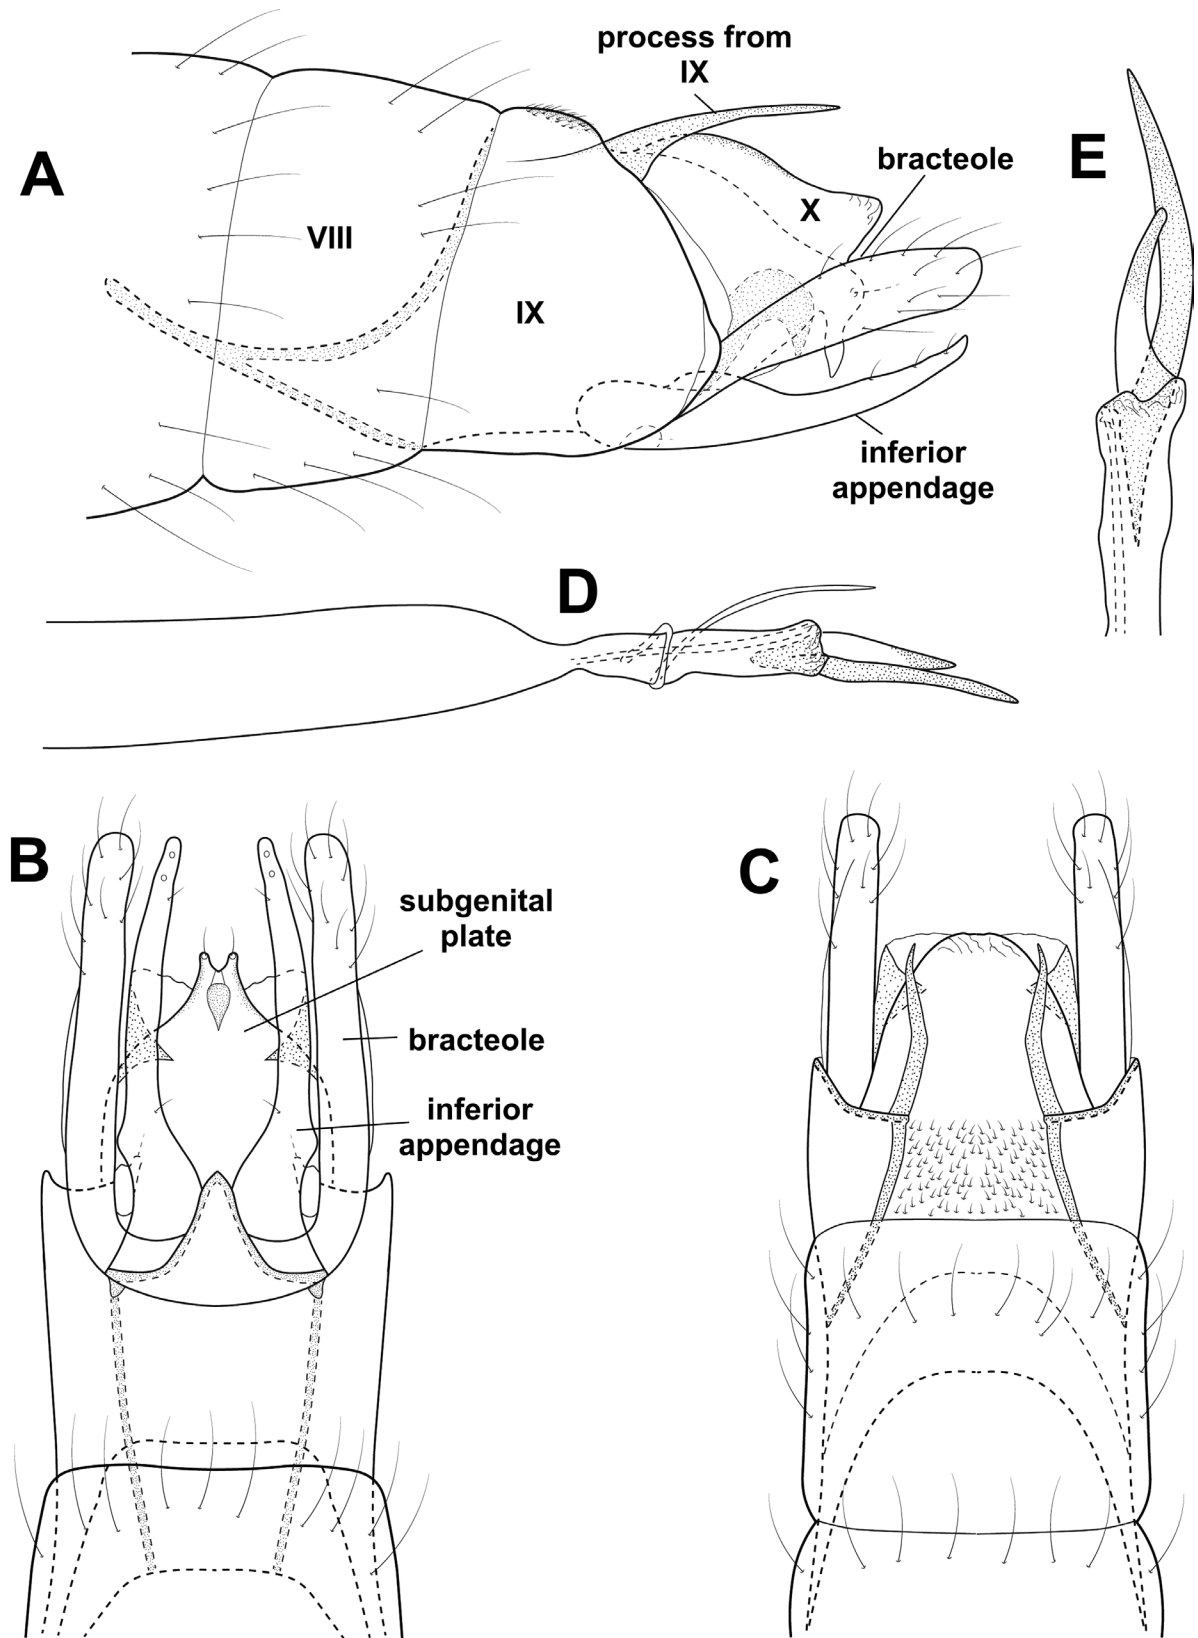 process from
IX
A
E
bracteole
X
VIII
IX
inferior
appendage
D
B
C
subgenital
plate
bracteole
inferior
appendage